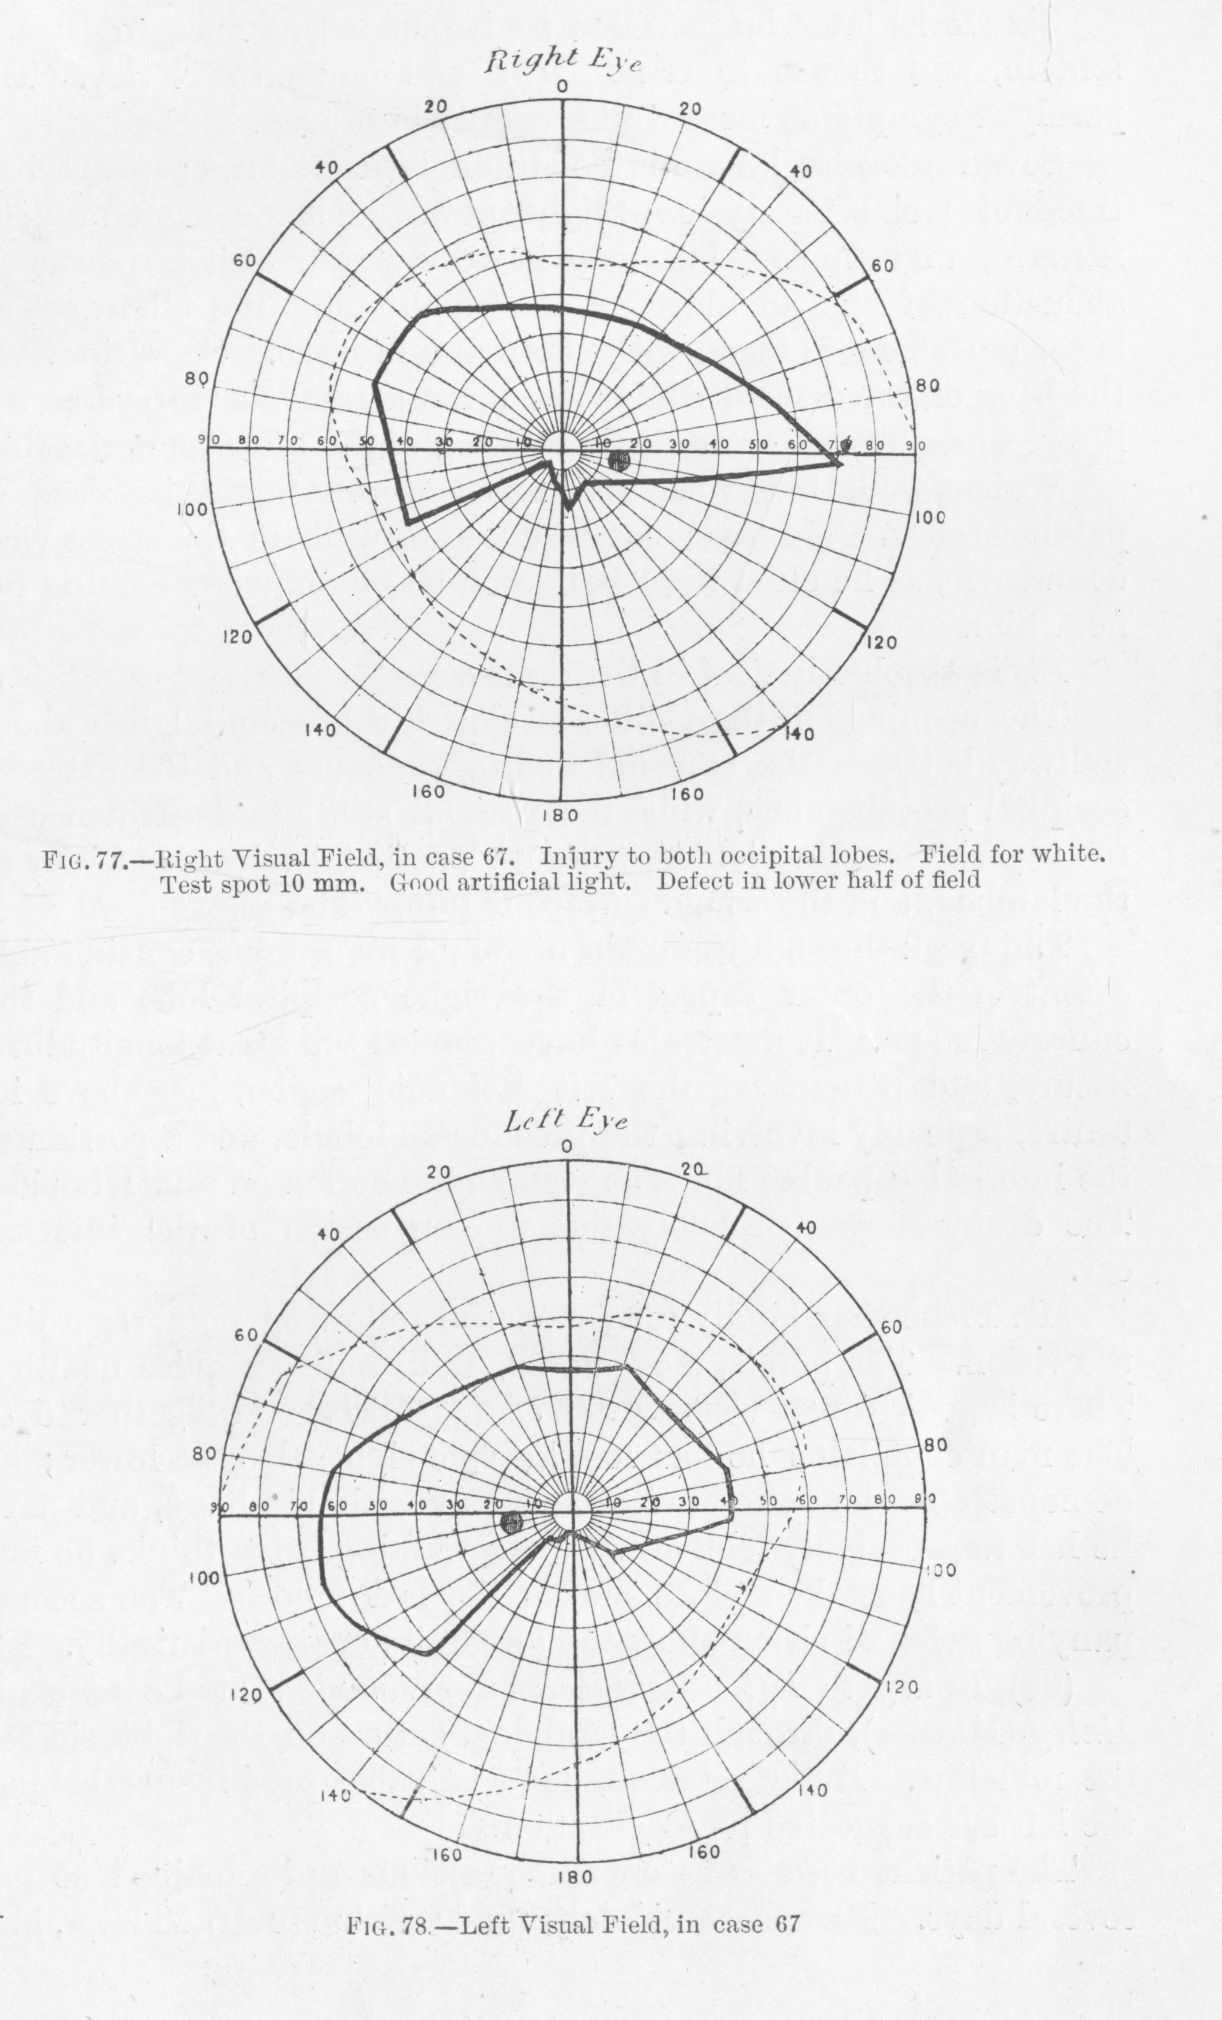 Right Eye
0
20 20
40 40
60 60
80 80
90 80 70 60 50 40 30 20 10 10 20 30 40 50 60 70 80 90
100 100
120 120
140 140
160 160
180
FIG. 77.—Right Visual Field, in case 67. Injury to both occipital lobes. Field for white.
Test spot 10 mm. Good artificial light. Defect in lower half of field
Left Eye
0
20 20
40 40
60 60
80 80
90 80 70 60 50 40 30 20 10 10 20 30 40 50 60 70 80 90
100 100
120 120
140 140
160 160
180
FIG. 78.—Left Visual Field, in case 67